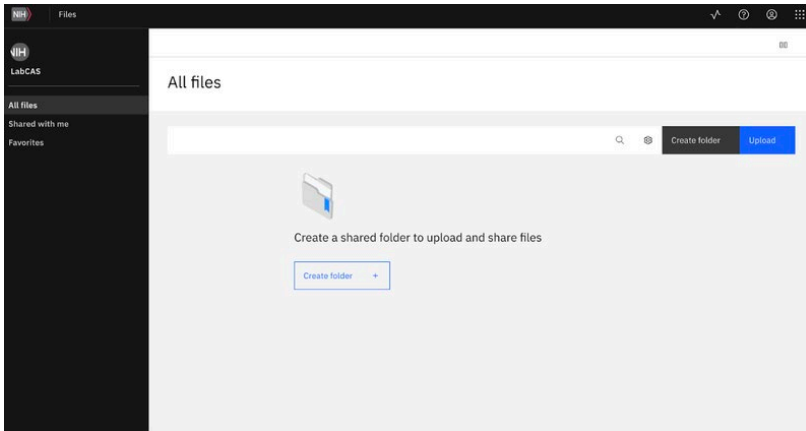 NIH Files
NIH
LabCAS
All files
Shared with me
Favorites
All files
Create folder Upload
Create a shared folder to upload and share files
Create folder +